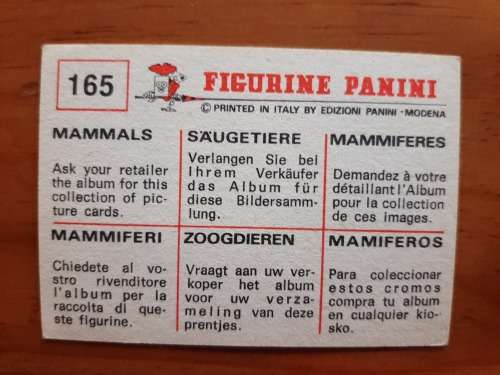 165
FIGURINE PANINI
© PRINTED IN ITALY BY EDIZIONI PANINI - MODENA
MAMMALS
Ask your retailer
the album for this
collection of pic-
ture cards.
SÄUGETIERE
Verlangen Sie bei
Ihrem Verkäufer
das Album für
diese Bildersamm-
lung.
MAMMIFERES
Demandez à votre
détaillant l'Album
pour la collection
de ces images.
MAMMIFERI
Chiedete al vo-
stro rivenditore
l'album per la
raccolta di que-
ste figurine.
ZOOGDIEREN
Vraagt aan uw ver-
koper het album
voor uw verza-
meling van deze
prentjes.
MAMIFEROS
Para coleccionar
estos cromos
compra tu album
en cualquier kio-
sko.